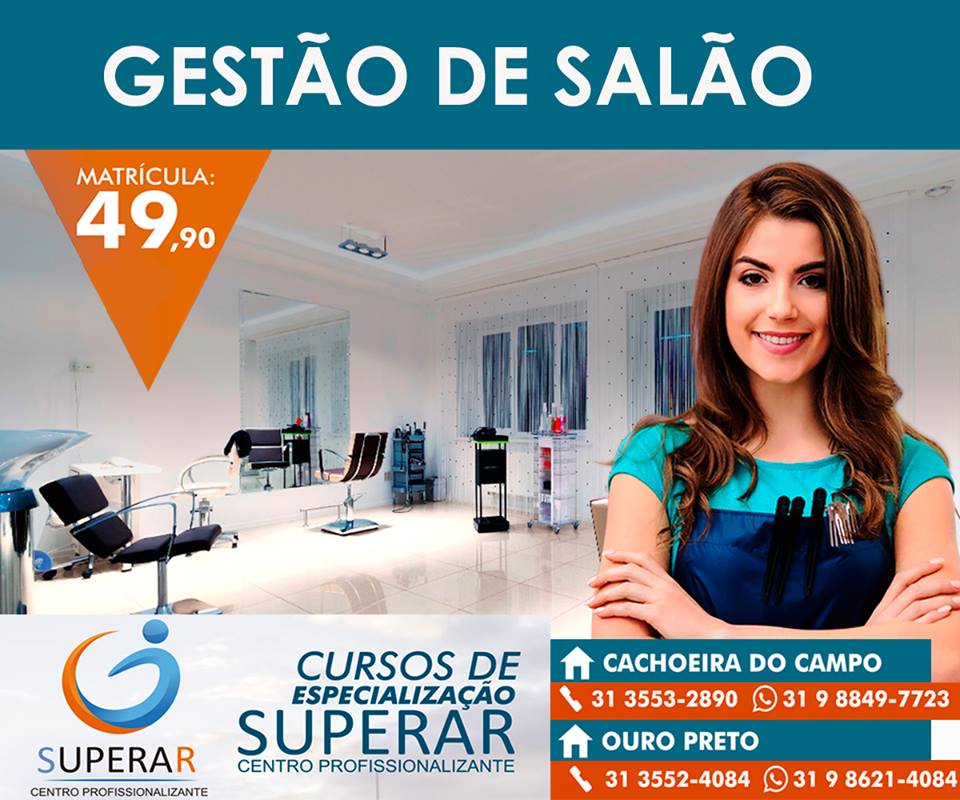 GESTÃO DE SALÃO
MATRÍCULA:
49,90
SUPERAR
CENTRO PROFISSIONALIZANTE
CURSOS DE
ESPECIALIZAÇÃO
SUPERAR
CENTRO PROFISSIONALIZANTE
CACHOEIRA DO CAMPO
31 3553-2890 31 9 8849-7723
OURO PRETO
31 3552-4084 31 9 8621-4084